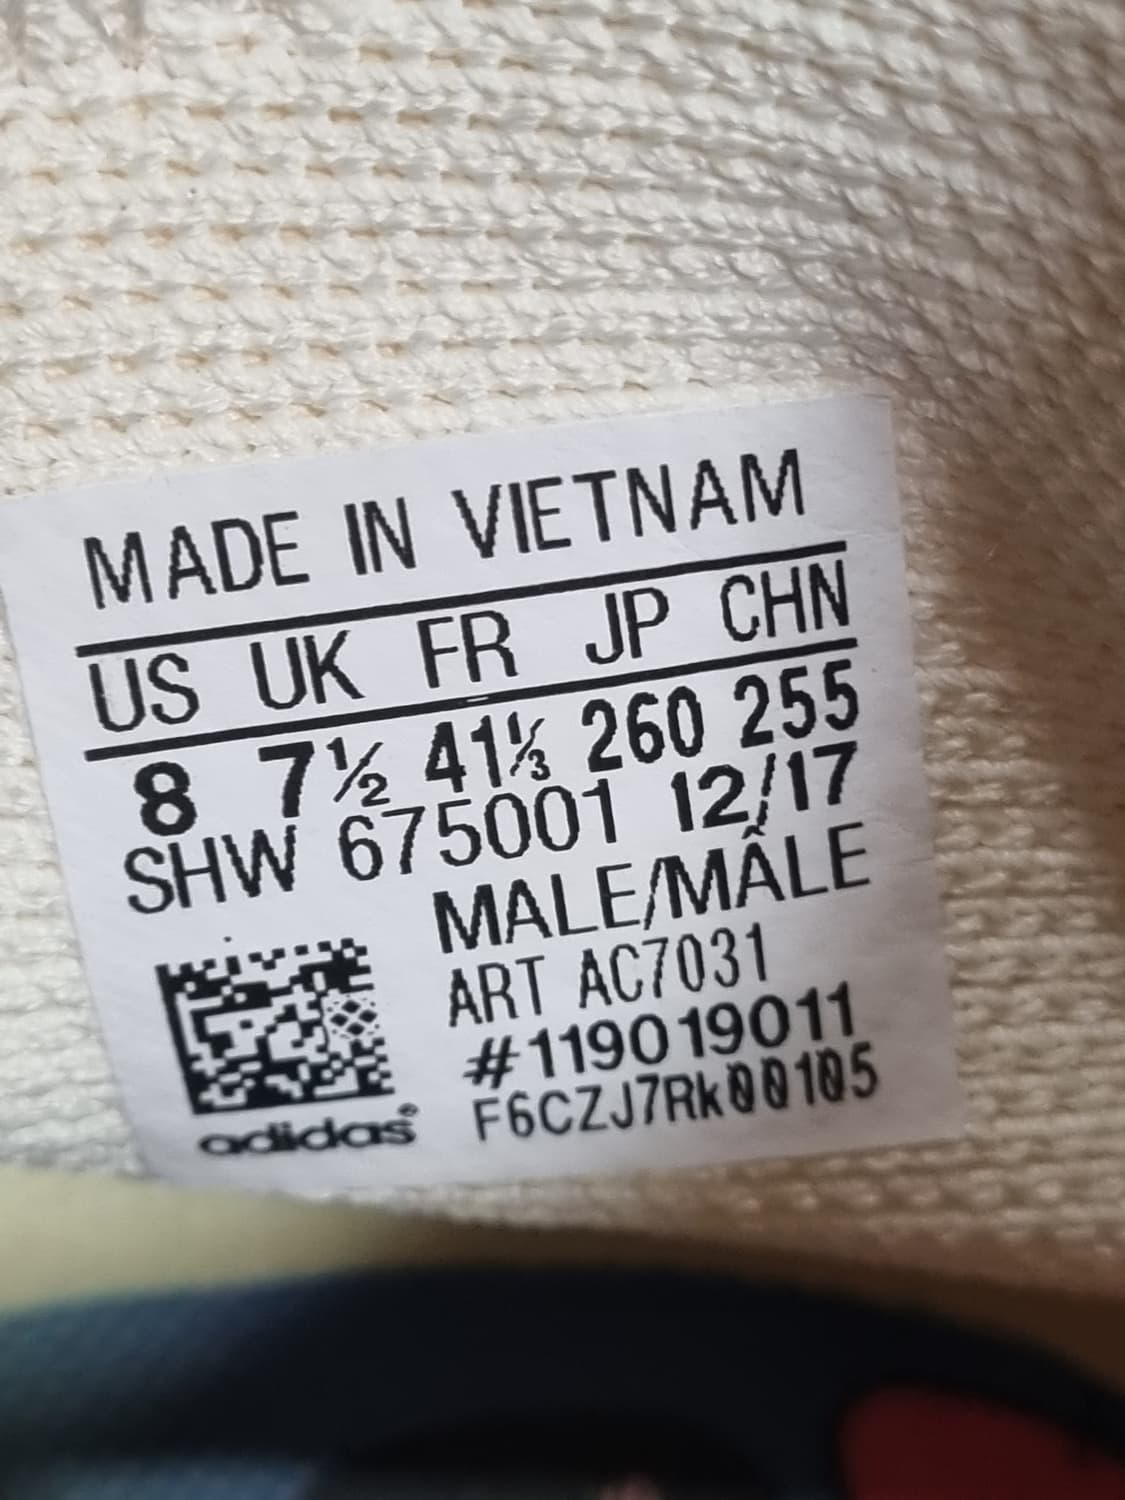 MADE IN VIETNAM
US UK FR JP CHN
8 7½ 41⅓ 260 255
SHW 675001 12/17
MALE/MÂLE
ART AC7031
#119019011
F6CZJ7Rk00105
adidas®